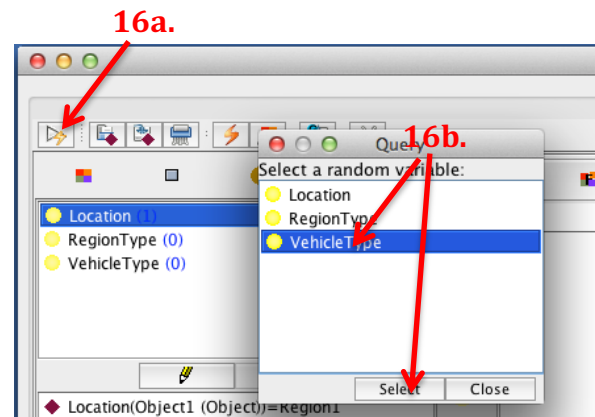 16a.
16b.
Query
Select a random variable:
Location
RegionType
VehicleType
Location (1)
RegionType (0)
VehicleType (0)
Select Close
Location(Object1 (Object))=Region1